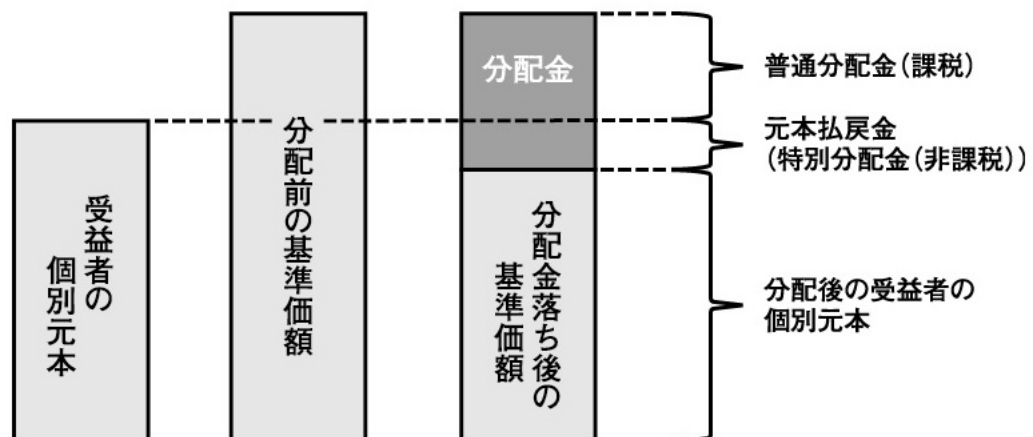 受益者の
個別元本
分配前の基準価額
分配金
分配金落ち後の
基準価額
普通分配金(課税)
元本払戻金
(特別分配金(非課税))
分配後の受益者の
個別元本